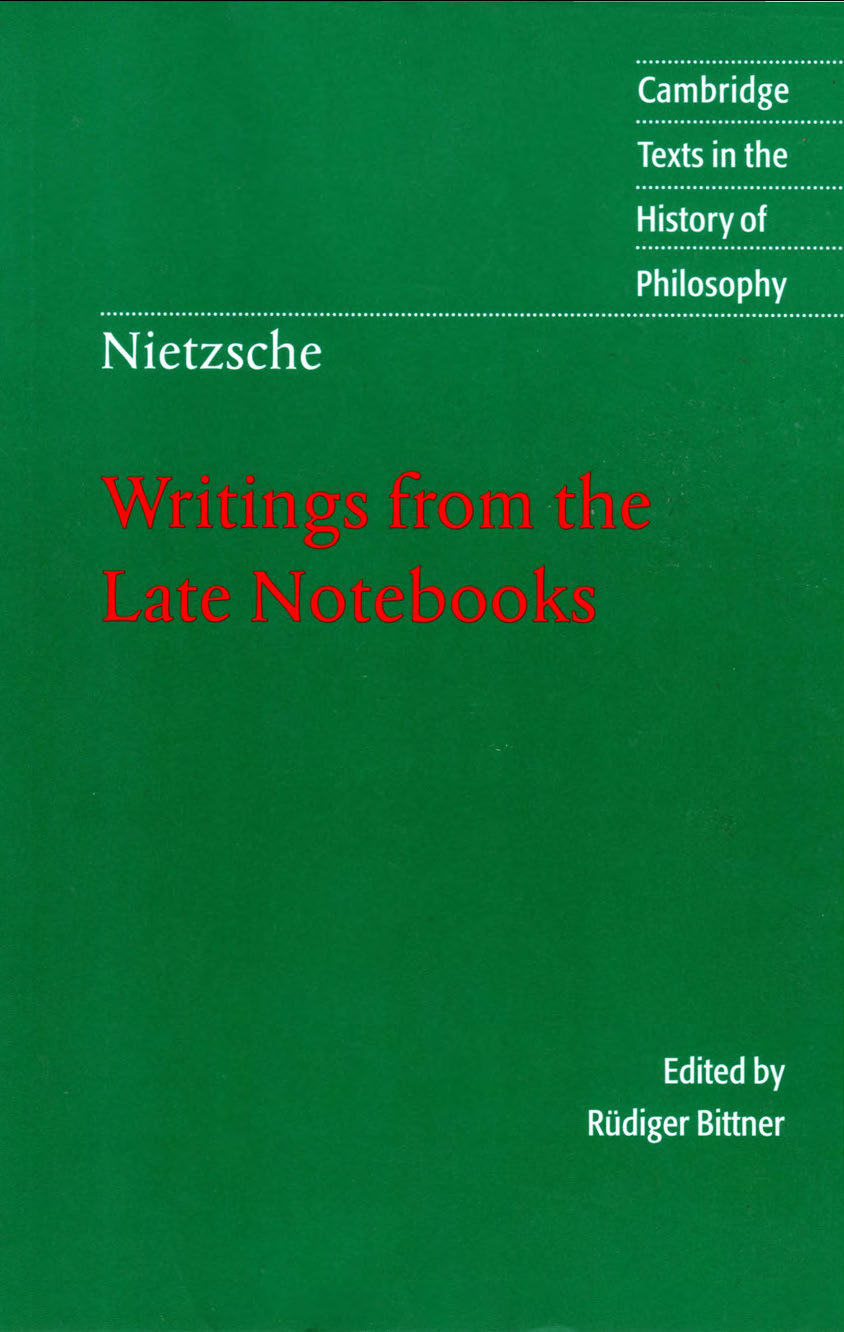 Cambridge
Texts in the
History of
Philosophy
Nietzsche
Writings from the
Late Notebooks
Edited by
Rüdiger Bittner